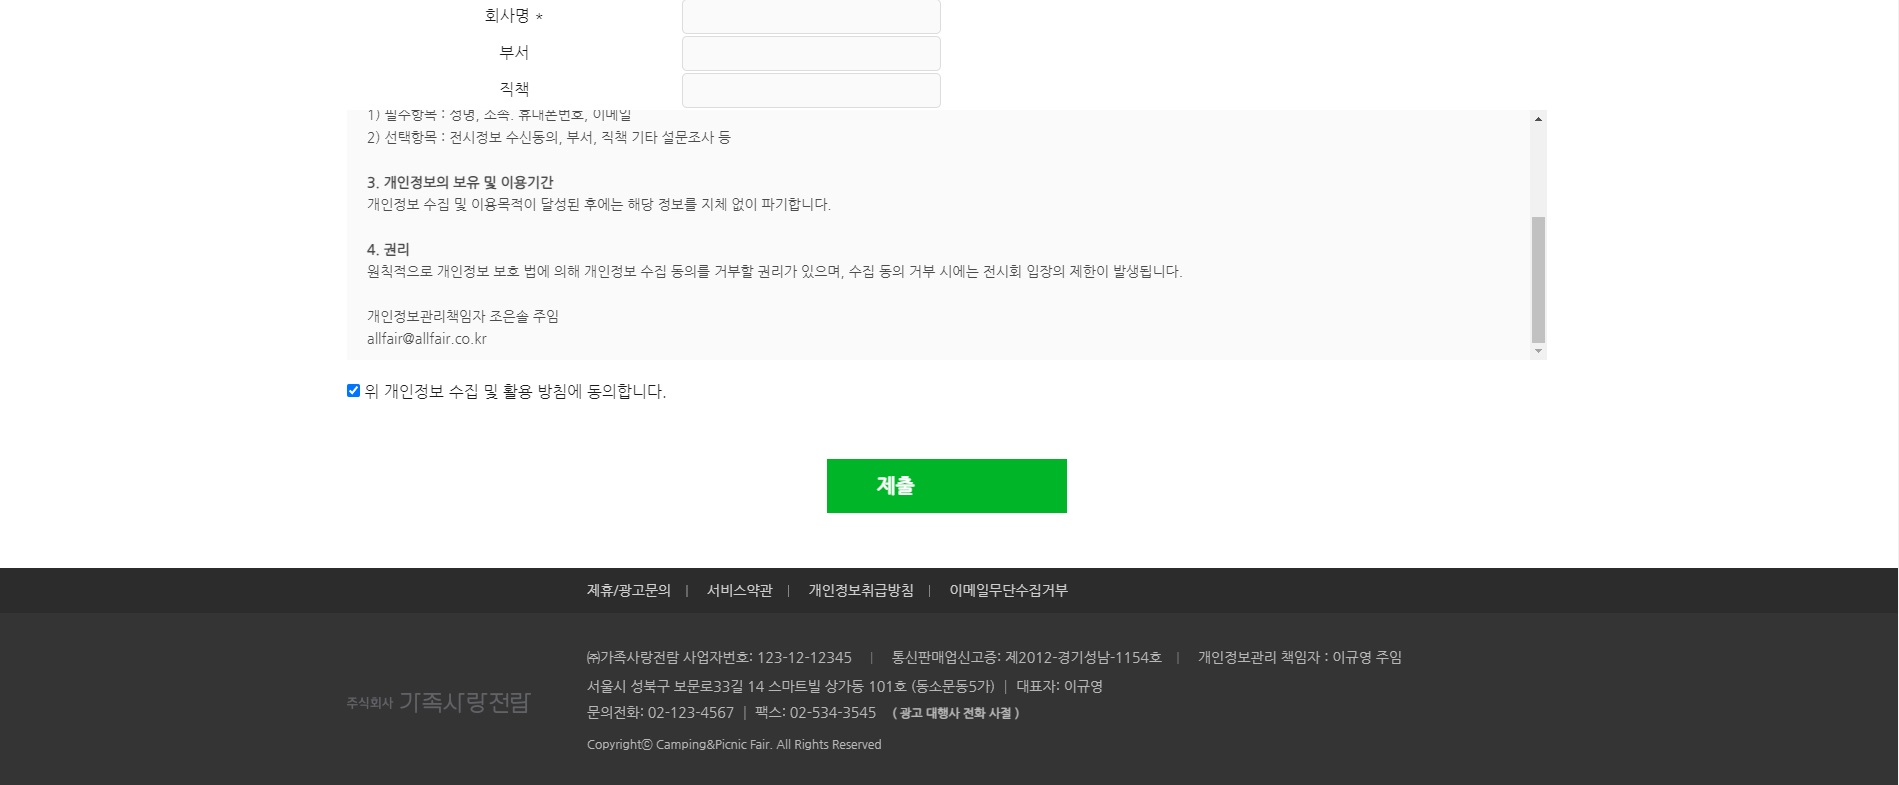 회사명 *
부서
직책
1) 필수항목 : 성명, 소속. 휴대폰번호, 이메일
2) 선택항목 : 전시정보 수신동의, 부서, 직책 기타 설문조사 등
3. 개인정보의 보유 및 이용기간
개인정보 수집 및 이용목적이 달성된 후에는 해당 정보를 지체 없이 파기합니다.
4. 권리
원칙적으로 개인정보 보호 법에 의해 개인정보 수집 동의를 거부할 권리가 있으며, 수집 동의 거부 시에는 전시회 입장의 제한이 발생됩니다.
개인정보관리책임자 조은솔 주임
allfair@allfair.co.kr
위 개인정보 수집 및 활용 방침에 동의합니다.
제출
제휴/광고문의 | 서비스약관 | 개인정보취급방침 | 이메일무단수집거부
㈜가족사랑전람 사업자번호: 123-12-12345 | 통신판매업신고증: 제2012-경기성남-1154호 | 개인정보관리 책임자 : 이규영 주임
서울시 성북구 보문로33길 14 스마트빌 상가동 101호 (동소문동5가) | 대표자: 이규영
주식회사 가족사랑전람
문의전화: 02-123-4567 | 팩스: 02-534-3545 ( 광고 대행사 전화 사절 )
Copyrightⓒ Camping&Picnic Fair. All Rights Reserved